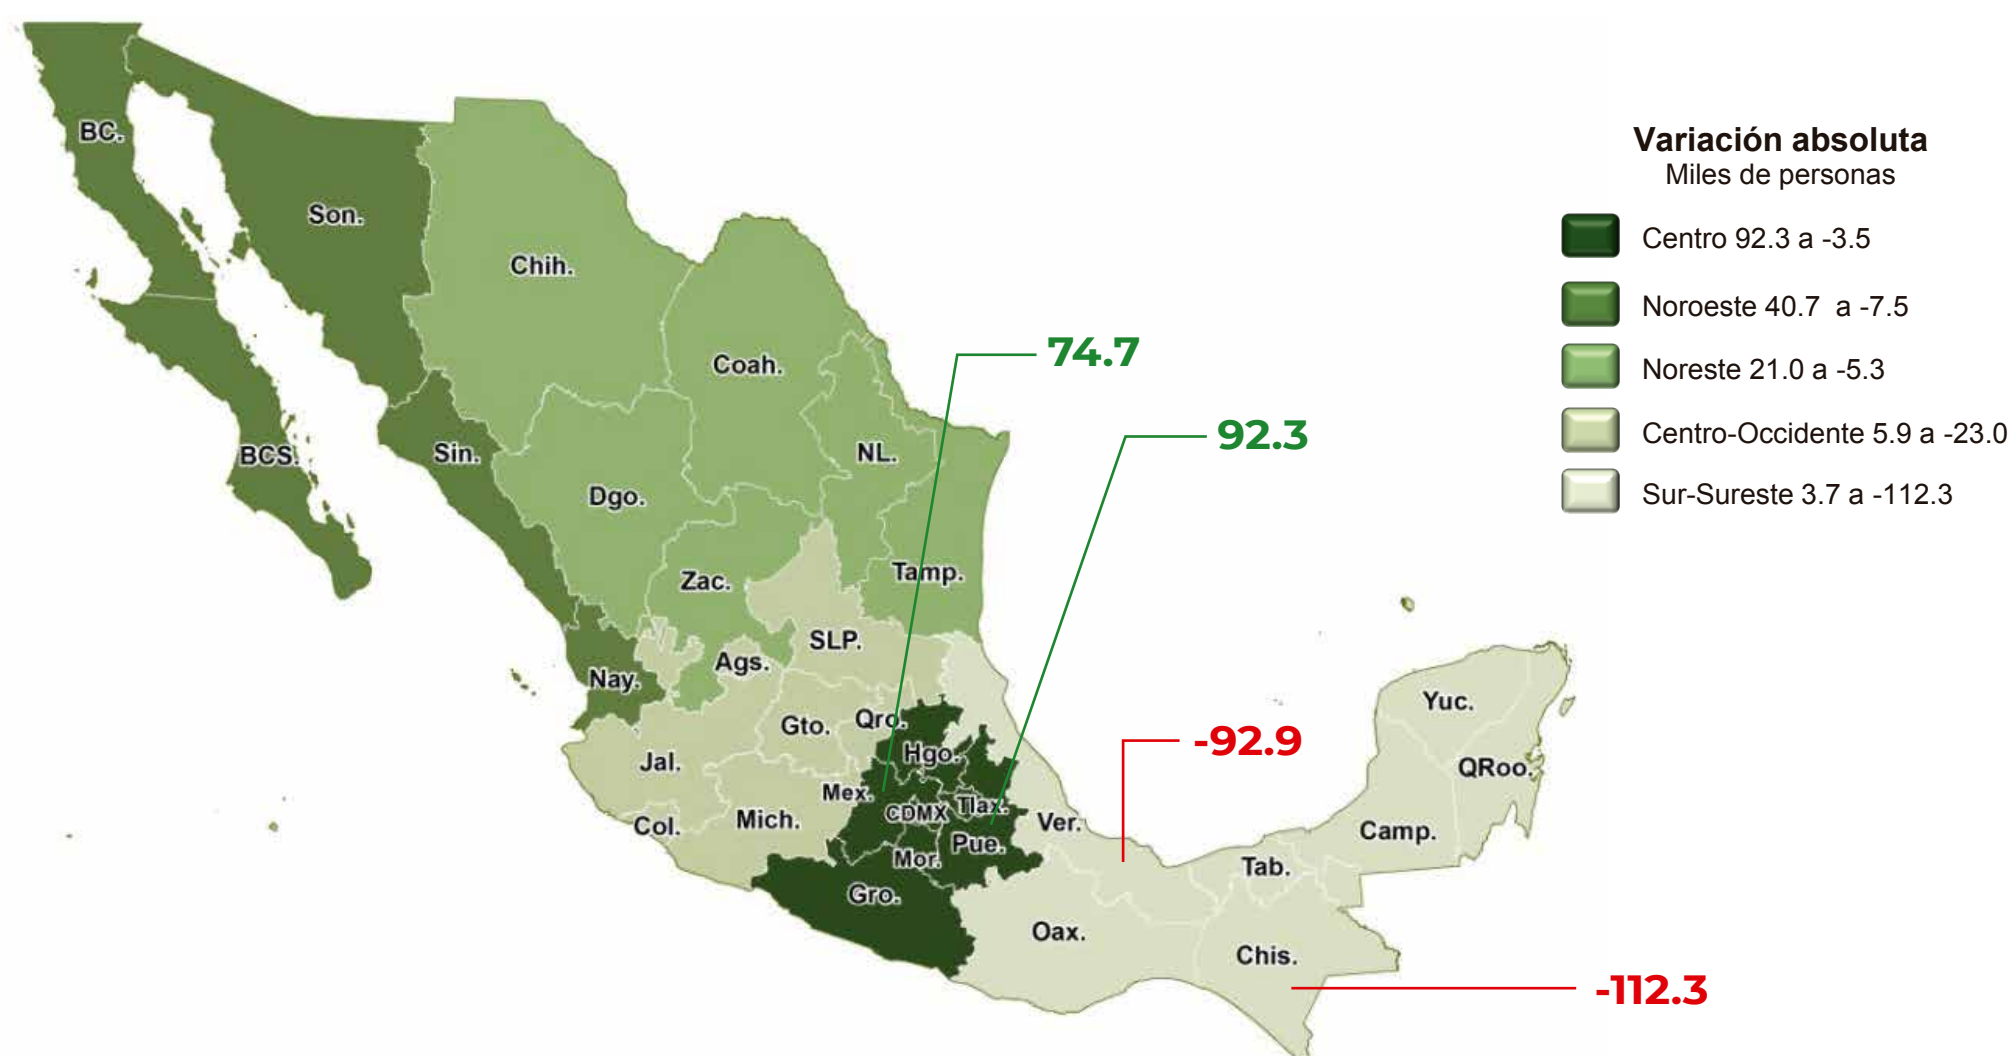 Variación absoluta
Miles de personas
Centro 92.3 a -3.5
Noroeste 40.7 a -7.5
Noreste 21.0 a -5.3
Centro-Occidente 5.9 a -23.0
Sur-Sureste 3.7 a -112.3
BC.
Son.
Chih.
74.7
Coah.
92.3
BCS.
Sin.
NL.
Dgo.
Zac.
Tamp.
SLP.
Ags.
Nay.
Yuc.
Gto.
Qro.
-92.9
Hgo.
Jal.
QRoo.
Mex.
CDMX
Tlax.
Col.
Mich.
Ver.
Camp.
Pue.
Mor.
Tab.
Gro.
Oax.
Chis.
-112.3